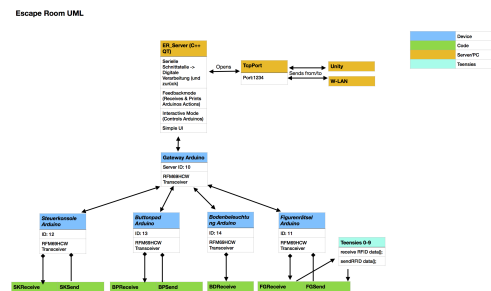 Escape Room UML
Device
Code
Server/PC
Teensies
ER_Server (C++
QT)
Serielle
Schnittstelle ->
Digitale
Verarbeitung (und
zurück)
Feedbackmode
(Receives & Prints
Arduinos Actions)
Interactive Mode
(Controls Arduinos)
Simple UI
Opens
TcpPort
Port:1234
Sends from/to
Unity
W-LAN
Gateway Arduino
Server ID: 10
RFM69HCW
Transceiver
Steuerkonsole
Arduino
ID: 12
RFM69HCW
Transceiver
Buttonpad
Arduino
ID: 13
RFM69HCW
Transceiver
Bodenbeleuchtu
ng Arduino
ID: 14
RFM69HCW
Transceiver
Figurenrätsel
Arduino
ID: 11
RFM69HCW
Transceiver
Teensies 0-9
receive RFID data();
sendRFID data();
SKReceive
SKSend
BPReceive
BPSend
BDReceive
FGReceive
FGSend